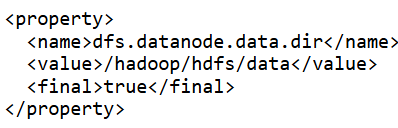 <property>
  <name>dfs.datanode.data.dir</name>
  <value>/hadoop/hdfs/data</value>
  <final>true</final>
</property>